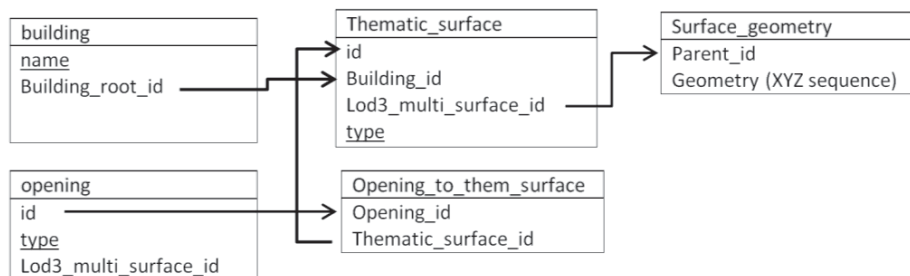 building
name
Building_root_id
Thematic_surface
id
Building_id
Lod3_multi_surface_id
type
Surface_geometry
Parent_id
Geometry (XYZ sequence)
opening
id
type
Lod3_multi_surface_id
Opening_to_them_surface
Opening_id
Thematic_surface_id